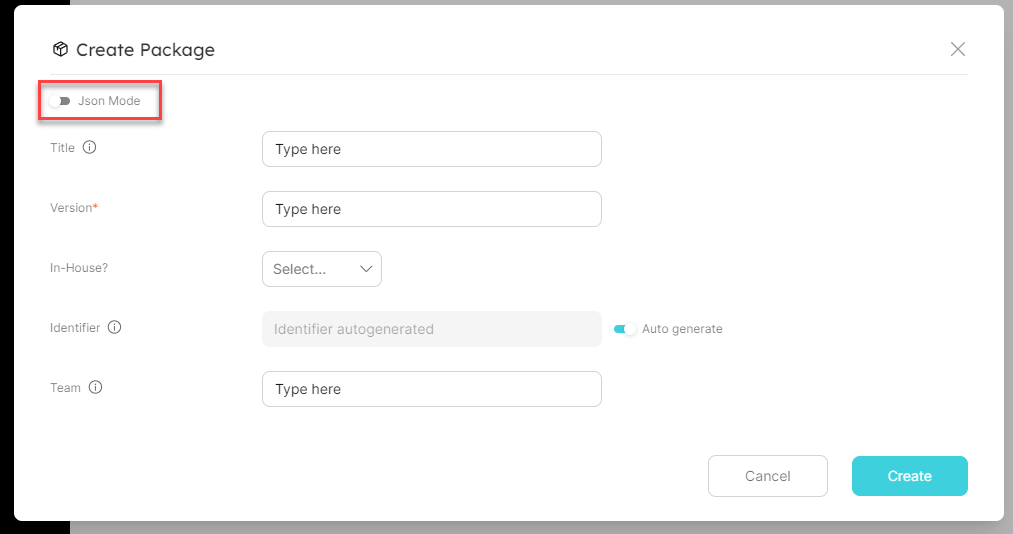 Create Package
Json Mode
Title
Type here
Version*
Type here
In-House?
Select...
Identifier
Identifier autogenerated
Auto generate
Team
Type here
Cancel
Create